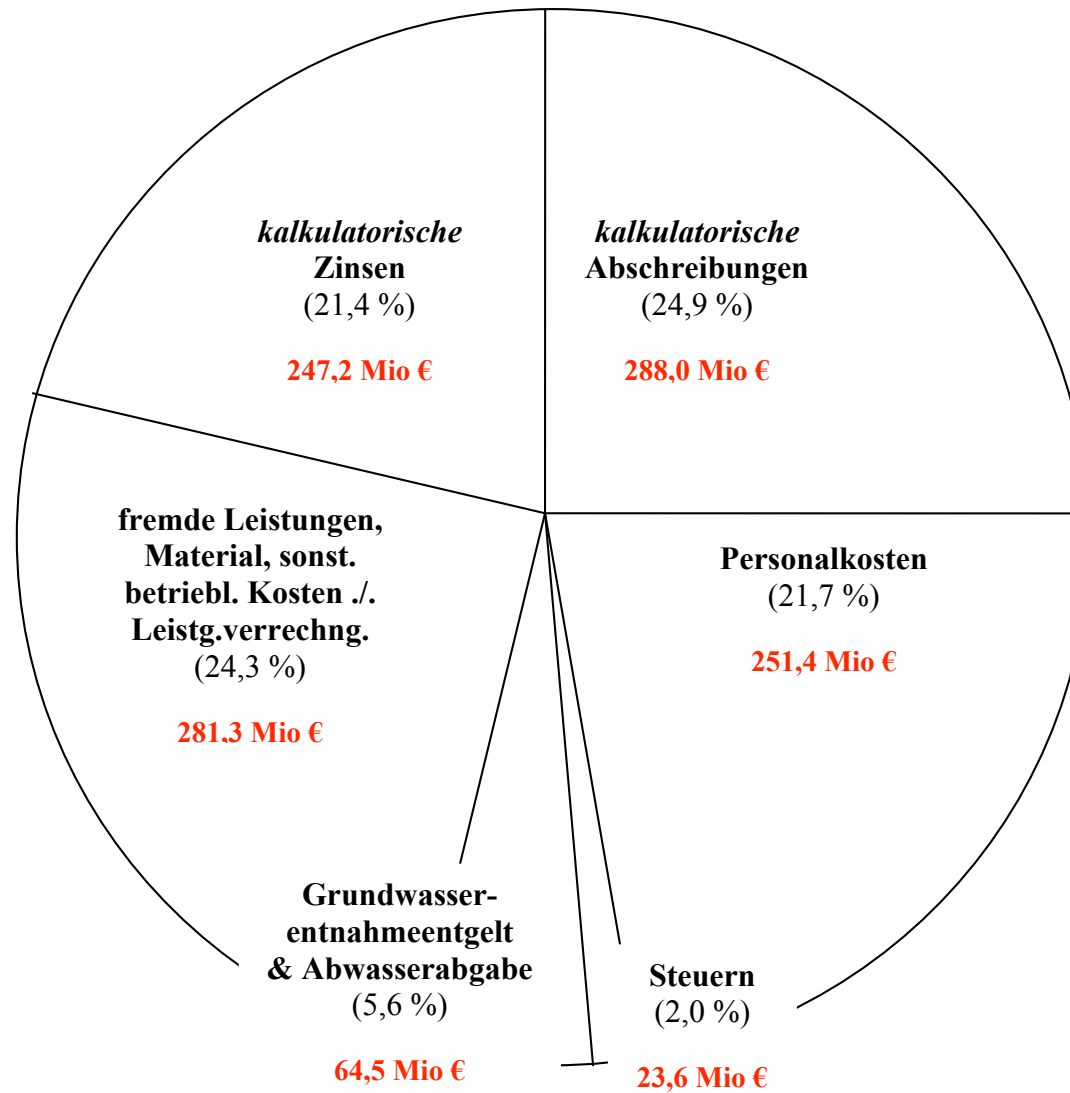 kalkulatorische
Zinsen
(21,4 %)
247,2 Mio €
kalkulatorische
Abschreibungen
(24,9 %)
288,0 Mio €
fremde Leistungen,
Material, sonst.
betriebl. Kosten ./.
Leistg.verrechng.
(24,3 %)
281,3 Mio €
Personalkosten
(21,7 %)
251,4 Mio €
Grundwasser-
entnahmeentgelt
& Abwasserabgabe
(5,6 %)
64,5 Mio €
Steuern
(2,0 %)
23,6 Mio €